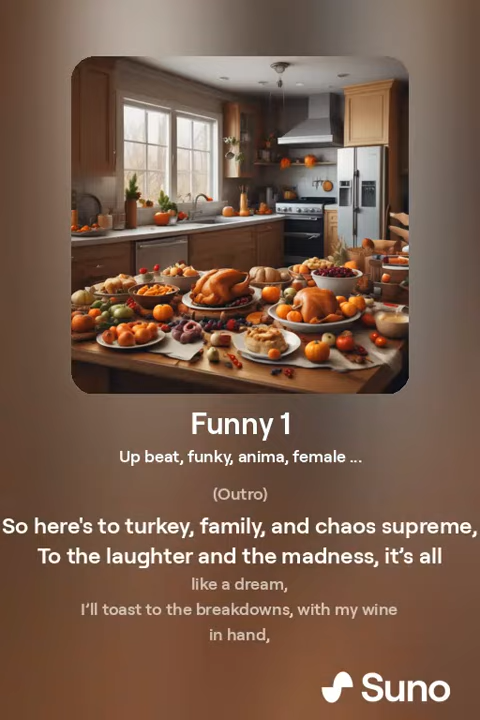 Funny 1
Up beat, funky, anima, female ...
(Outro)
So here's to turkey, family, and chaos supreme,
To the laughter and the madness, it’s all
like a dream,
I’ll toast to the breakdowns, with my wine
in hand,
Suno